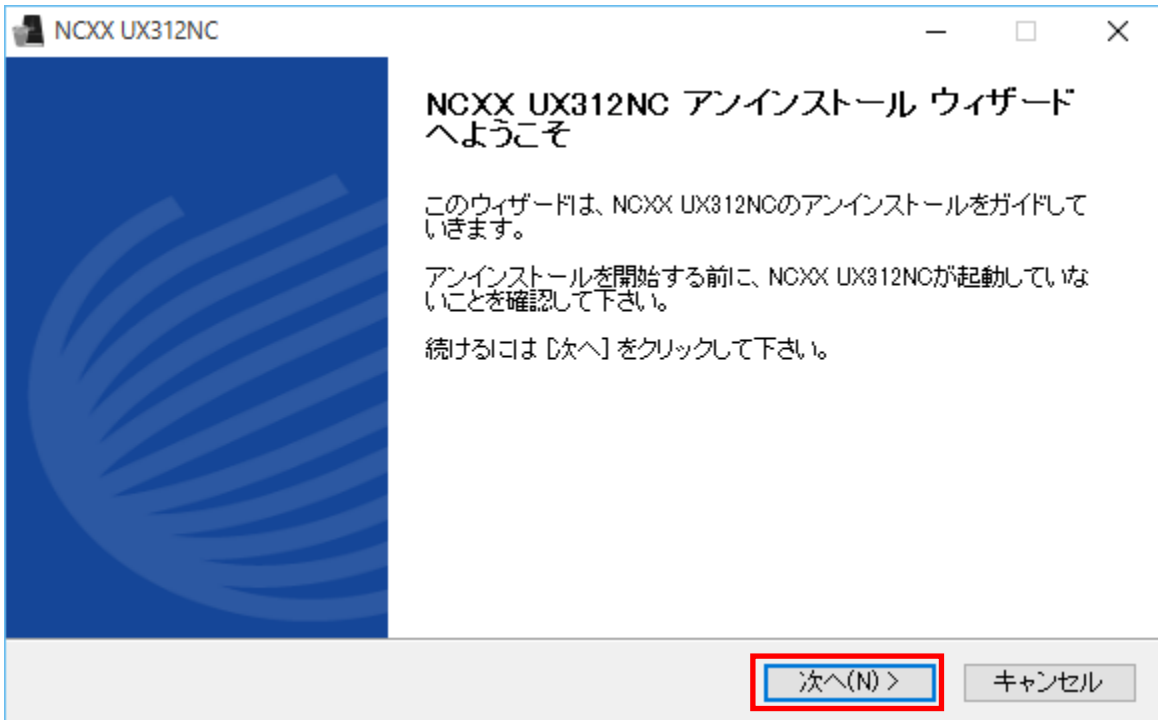 NCXX UX312NC
NCXX UX312NC アンインストール ウィザード
へようこそ
このウィザードは、NCXX UX312NCのアンインストールをガイドして
いきます。
アンインストールを開始する前に、NCXX UX312NCが起動していな
いことを確認して下さい。
続けるには [次へ] をクリックして下さい。
次へ(N) >
キャンセル